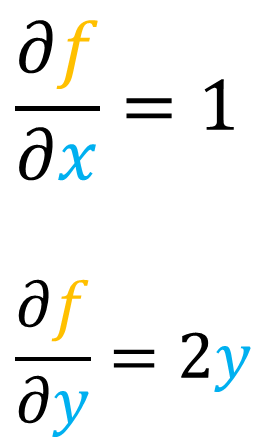 ∂f/∂x = 1
∂f/∂y = 2y